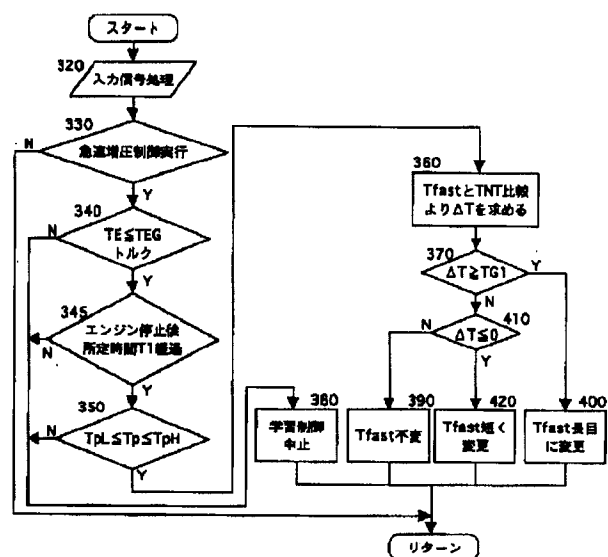 スタート
320
入力信号処理
330
急速増圧制御実行
N
Y
340
TE≦TEG
トルク
N
Y
345
エンジン停止後
所定時間T1経過
N
Y
350
TpL≦Tp≦TpH
N
Y
360
TfastとTNT比較
よりΔTを求める
370
ΔT≧TG1
Y
N
410
ΔT≦0
N
Y
380
学習制御
中止
390
Tfast不変
420
Tfast短く
変更
400
Tfast長目
に変更
リターン